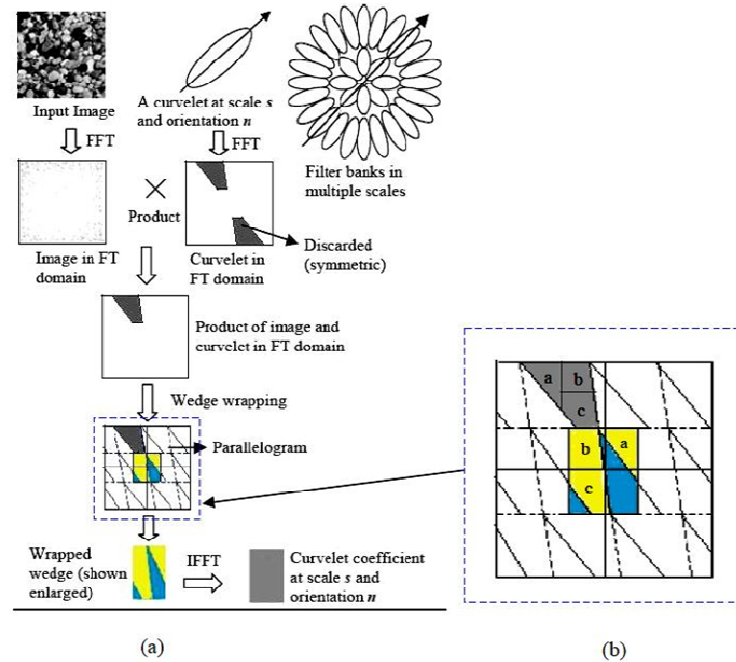 Input Image
A curvelet at scale s
and orientation n
FFT
FFT
Filter banks in
multiple scales
Product
Image in FT
domain
Curvelet in
FT domain
Discarded
(symmetric)
Product of image and
curvelet in FT domain
Wedge wrapping
Parallelogram
Wrapped
wedge (shown
enlarged)
IFFT
Curvelet coefficient
at scale s and
orientation n
(a)
a b
c
b a
c
(b)